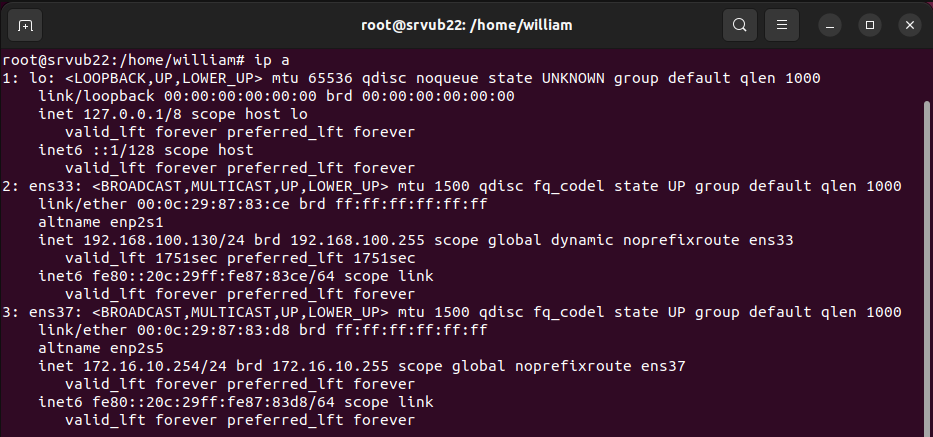 root@srvub22: /home/william
root@srvub22:/home/william# ip a
1: lo: <LOOPBACK,UP,LOWER_UP> mtu 65536 qdisc noqueue state UNKNOWN group default qlen 1000
    link/loopback 00:00:00:00:00:00 brd 00:00:00:00:00:00
    inet 127.0.0.1/8 scope host lo
       valid_lft forever preferred_lft forever
    inet6 ::1/128 scope host
       valid_lft forever preferred_lft forever
2: ens33: <BROADCAST,MULTICAST,UP,LOWER_UP> mtu 1500 qdisc fq_codel state UP group default qlen 1000
    link/ether 00:0c:29:87:83:ce brd ff:ff:ff:ff:ff:ff
    altname enp2s1
    inet 192.168.100.130/24 brd 192.168.100.255 scope global dynamic noprefixroute ens33
       valid_lft 1751sec preferred_lft 1751sec
    inet6 fe80::20c:29ff:fe87:83ce/64 scope link
       valid_lft forever preferred_lft forever
3: ens37: <BROADCAST,MULTICAST,UP,LOWER_UP> mtu 1500 qdisc fq_codel state UP group default qlen 1000
    link/ether 00:0c:29:87:83:d8 brd ff:ff:ff:ff:ff:ff
    altname enp2s5
    inet 172.16.10.254/24 brd 172.16.10.255 scope global noprefixroute ens37
       valid_lft forever preferred_lft forever
    inet6 fe80::20c:29ff:fe87:83d8/64 scope link
       valid_lft forever preferred_lft forever